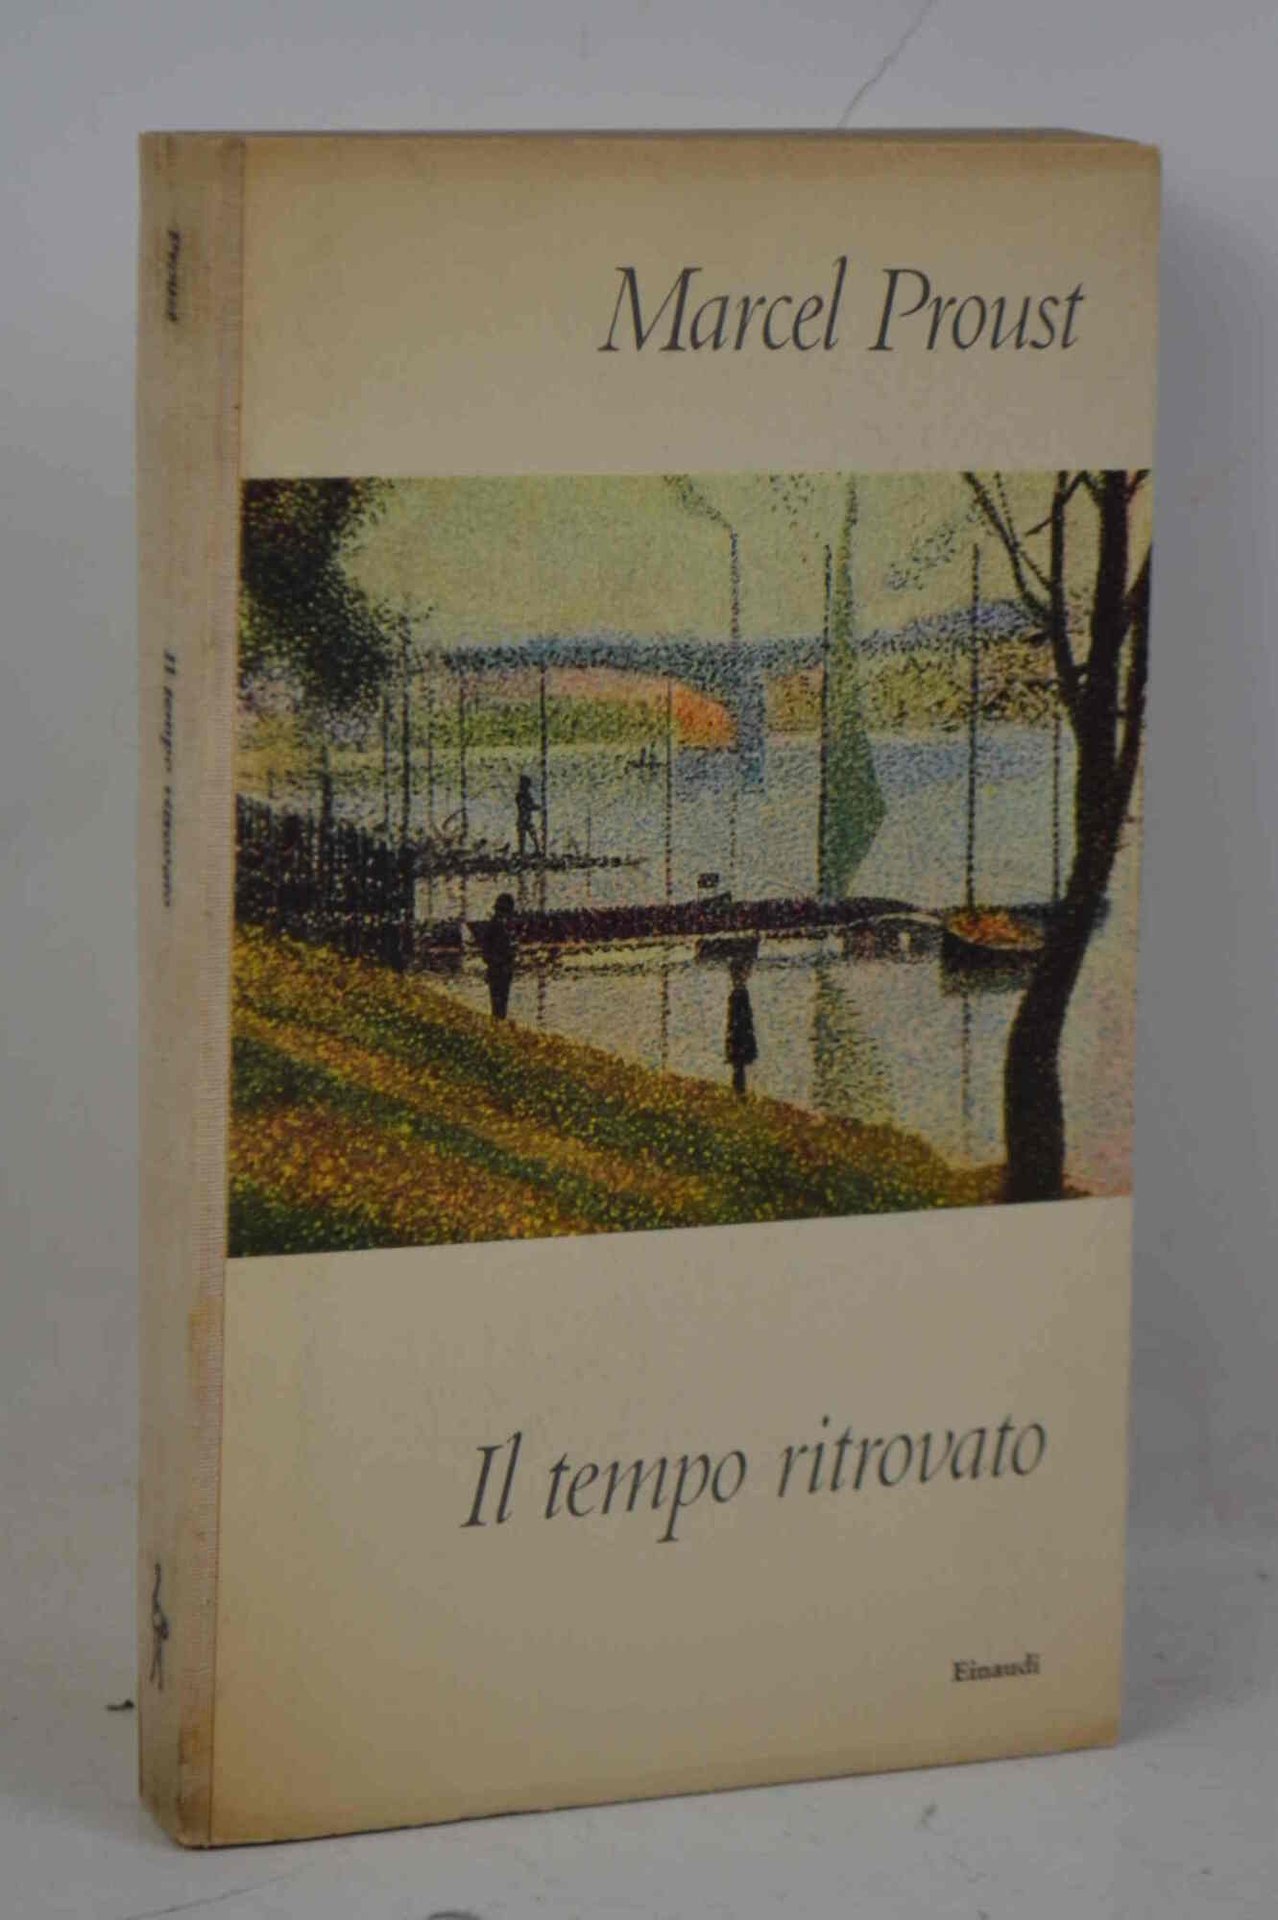 Marcel Proust
Il tempo ritrovato
Einaudi
Proust
Il tempo ritrovato